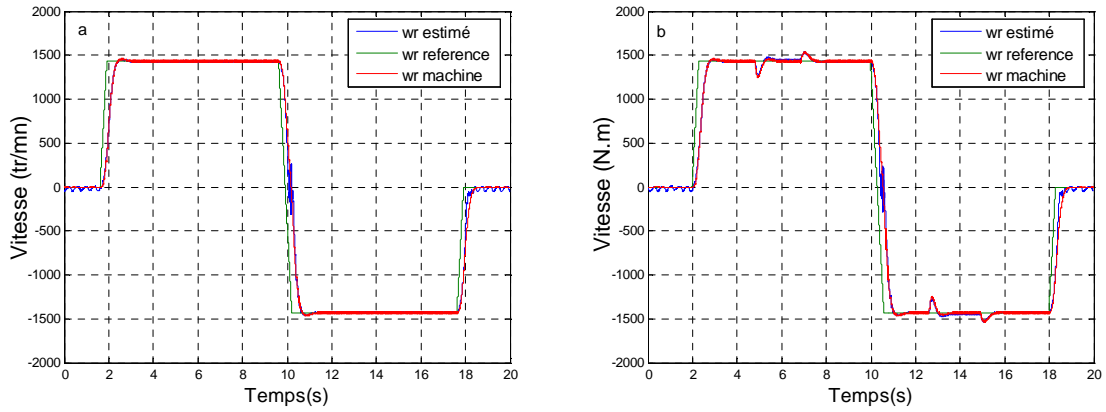 a
wr estimé
wr reference
wr machine
2000
1500
1000
500
0
-500
-1000
-1500
-2000
Vitesse (tr/mn)
0 2 4 6 8 10 12 14 16 18 20
Temps(s)
b
wr estimé
wr reference
wr machine
2000
1500
1000
500
0
-500
-1000
-1500
-2000
Vitesse (N.m)
0 2 4 6 8 10 12 14 16 18 20
Temps(s)